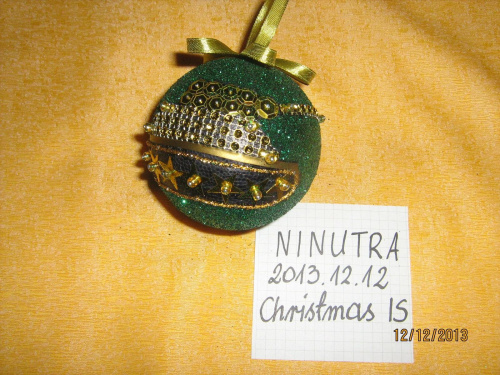 NINUTRA
2013.12.12
Christmas IS
12/12/2013